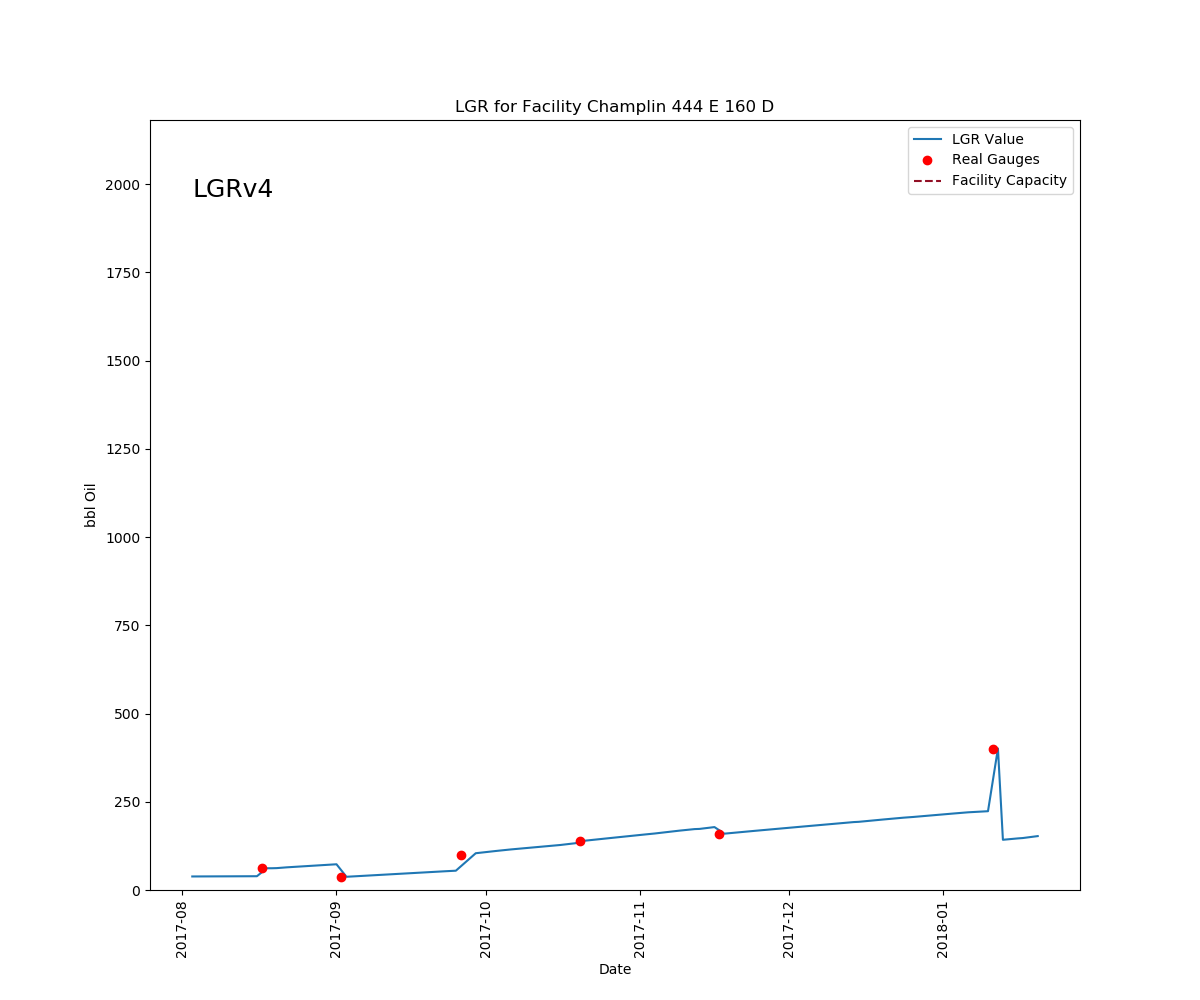 LGR for Facility Champlin 444 E 160 D
LGR Value
Real Gauges
Facility Capacity
LGRv4
2000
1750
1500
1250
1000
750
500
250
0
bbl Oil
2017-08
2017-09
2017-10
2017-11
2017-12
2018-01
Date